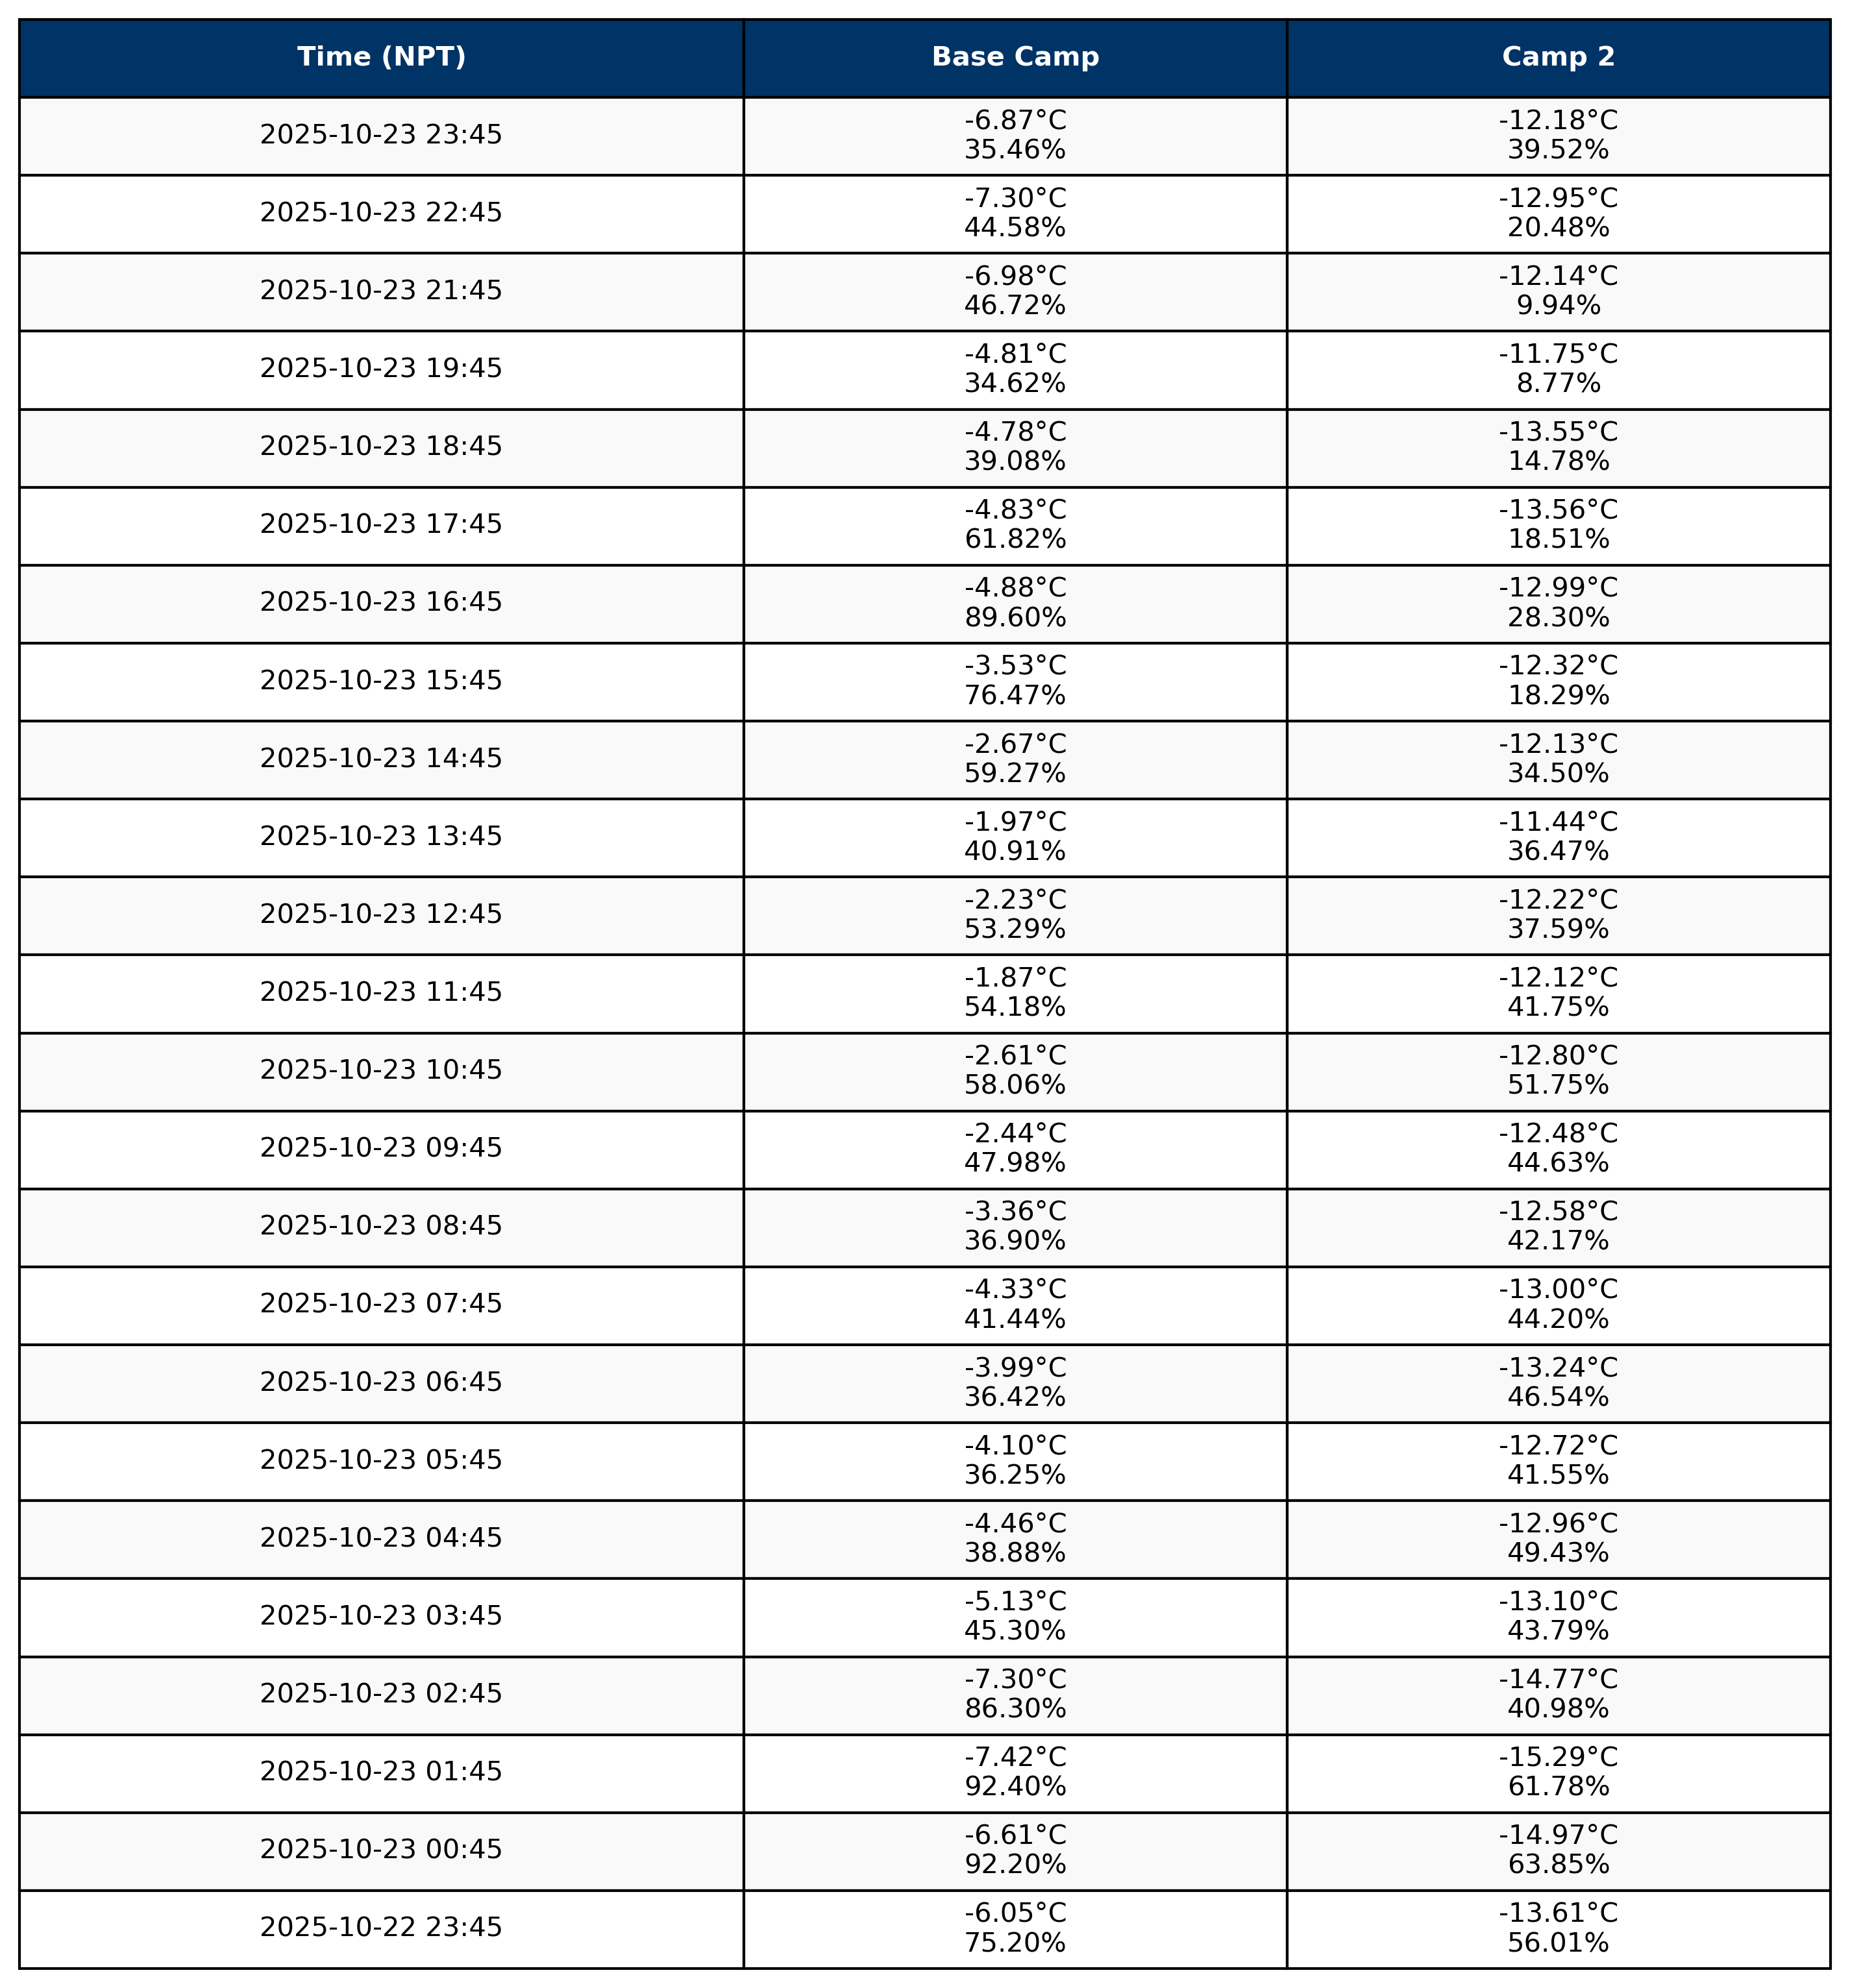 Time (NPT) Base Camp Camp 2
2025-10-23 23:45 -6.87°C -12.18°C
35.46% 39.52%
2025-10-23 22:45 -7.30°C -12.95°C
44.58% 20.48%
2025-10-23 21:45 -6.98°C -12.14°C
46.72% 9.94%
2025-10-23 19:45 -4.81°C -11.75°C
34.62% 8.77%
2025-10-23 18:45 -4.78°C -13.55°C
39.08% 14.78%
2025-10-23 17:45 -4.83°C -13.56°C
61.82% 18.51%
2025-10-23 16:45 -4.88°C -12.99°C
89.60% 28.30%
2025-10-23 15:45 -3.53°C -12.32°C
76.47% 18.29%
2025-10-23 14:45 -2.67°C -12.13°C
59.27% 34.50%
2025-10-23 13:45 -1.97°C -11.44°C
40.91% 36.47%
2025-10-23 12:45 -2.23°C -12.22°C
53.29% 37.59%
2025-10-23 11:45 -1.87°C -12.12°C
54.18% 41.75%
2025-10-23 10:45 -2.61°C -12.80°C
58.06% 51.75%
2025-10-23 09:45 -2.44°C -12.48°C
47.98% 44.63%
2025-10-23 08:45 -3.36°C -12.58°C
36.90% 42.17%
2025-10-23 07:45 -4.33°C -13.00°C
41.44% 44.20%
2025-10-23 06:45 -3.99°C -13.24°C
36.42% 46.54%
2025-10-23 05:45 -4.10°C -12.72°C
36.25% 41.55%
2025-10-23 04:45 -4.46°C -12.96°C
38.88% 49.43%
2025-10-23 03:45 -5.13°C -13.10°C
45.30% 43.79%
2025-10-23 02:45 -7.30°C -14.77°C
86.30% 40.98%
2025-10-23 01:45 -7.42°C -15.29°C
92.40% 61.78%
2025-10-23 00:45 -6.61°C -14.97°C
92.20% 63.85%
2025-10-22 23:45 -6.05°C -13.61°C
75.20% 56.01%